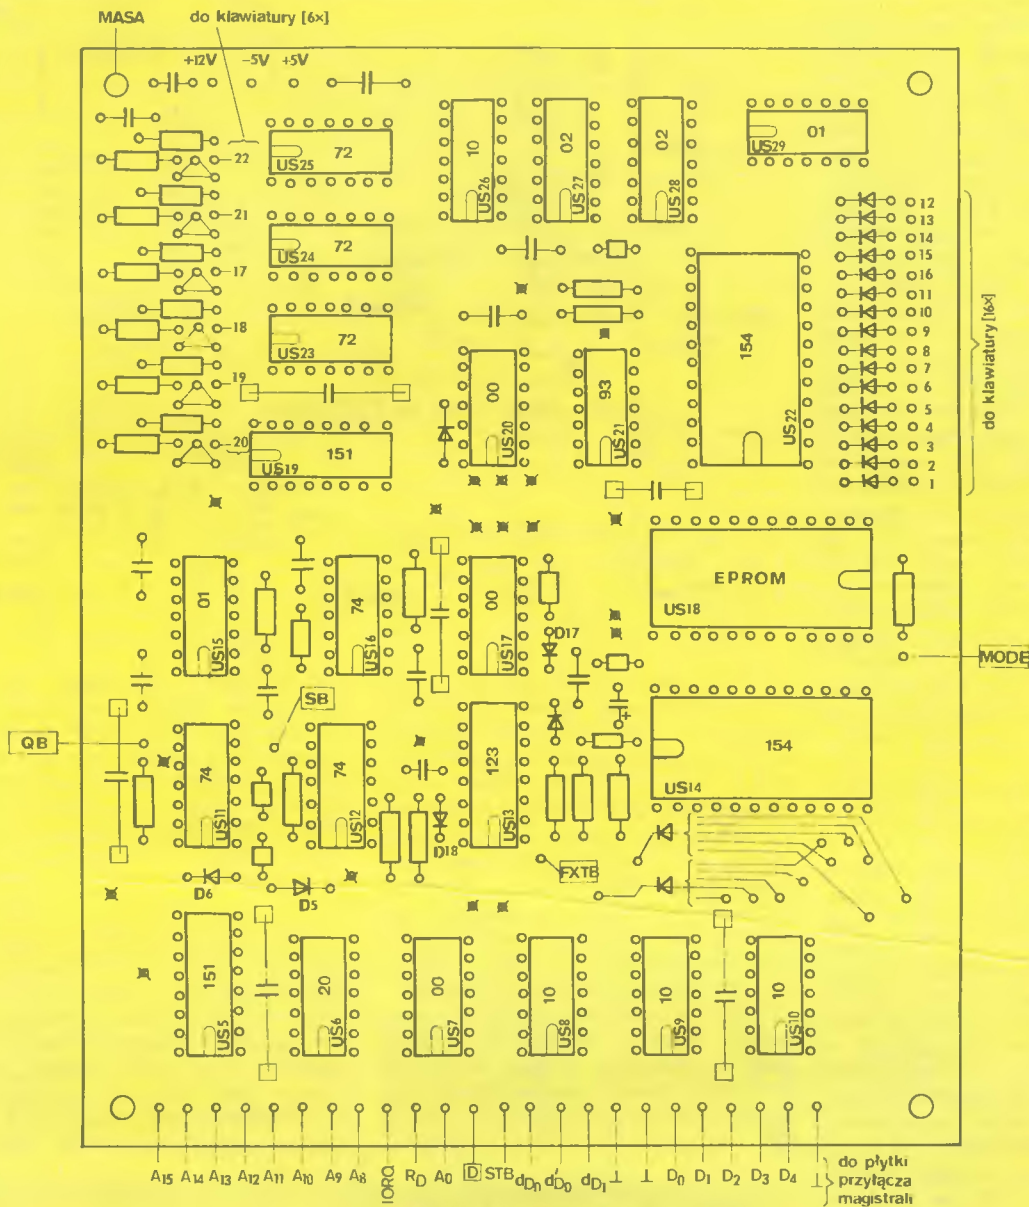 MASA do klawiatury [6x]
+12V -5V +5V
22
21
17
18
19
20
72
US25
72
US24
72
US23
151
US19
10
US26
02
US27
02
US28
01
US29
00
US20
93
US21
154
US22
12
13
14
15
16
11
10
9
8
7
6
5
4
3
2
1
do klawiatury [16x]
EPROM
US18
MODE
01
US15
74
US16
00
US17
D17
SB
QB
74
US11
74
US12
123
US13
D18
154
US14
FXTB
D6
D5
151
US5
20
US6
00
US7
10
US8
10
US9
10
US10
A15 A14 A13 A12 A11 A10 A9 A8 IORQ RD A0 D STB dDn d'D0 dD1 ⊥ ⊥ D0 D1 D2 D3 D4 ⊥
do płytki
przyłącza
magistrali